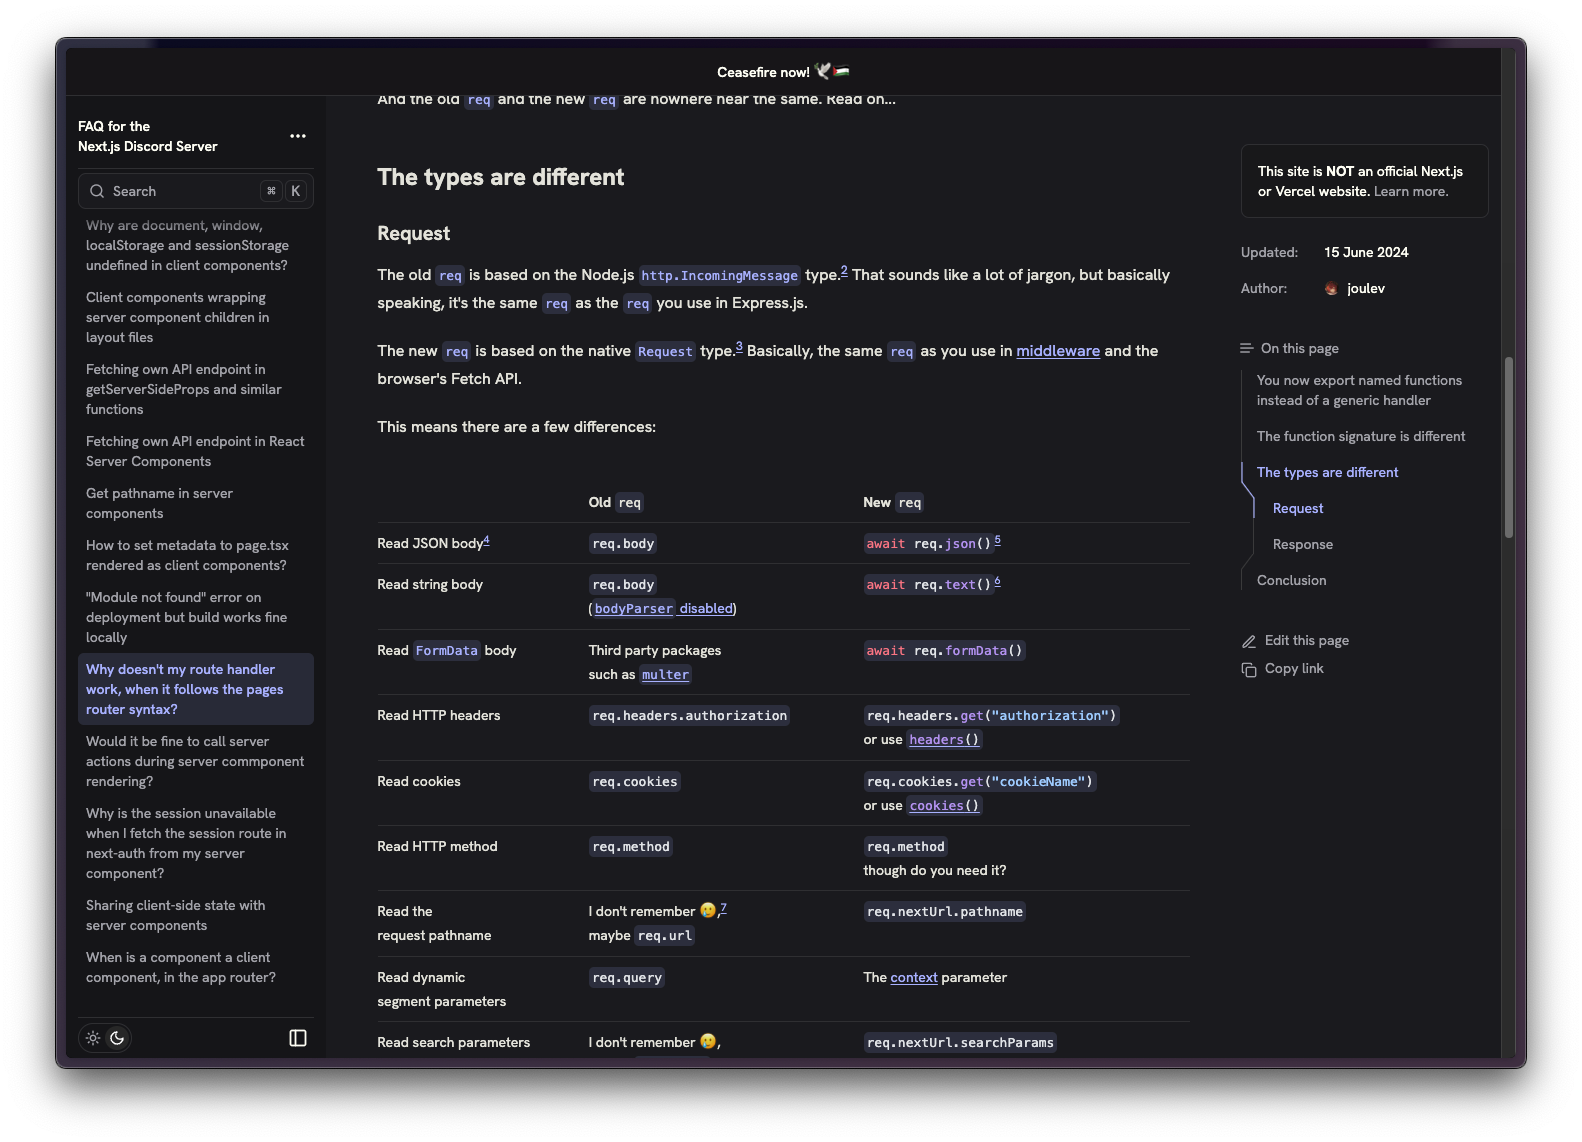 Ceasefire now! 🕊️🇵🇸
FAQ for the
Next.js Discord Server
Search ⌘ K
Why are document, window,
localStorage and sessionStorage
undefined in client components?
Client components wrapping
server component children in
layout files
Fetching own API endpoint in
getServerSideProps and similar
functions
Fetching own API endpoint in React
Server Components
Get pathname in server
components
How to set metadata to page.tsx
rendered as client components?
"Module not found" error on
deployment but build works fine
locally
Why doesn't my route handler
work, when it follows the pages
router syntax?
Would it be fine to call server
actions during server commponent
rendering?
Why is the session unavailable
when I fetch the session route in
next-auth from my server
component?
Sharing client-side state with
server components
When is a component a client
component, in the app router?
And the old req and the new req are nowhere near the same. Read on...
The types are different
Request
The old req is based on the Node.js http.IncomingMessage type.2 That sounds like a lot of jargon, but basically
speaking, it's the same req as the req you use in Express.js.
The new req is based on the native Request type.3 Basically, the same req as you use in middleware and the
browser's Fetch API.
This means there are a few differences:
Old req New req
Read JSON body4 req.body await req.json()5
Read string body req.body await req.text()6
(bodyParser disabled)
Read FormData body Third party packages await req.formData()
such as multer
Read HTTP headers req.headers.authorization req.headers.get("authorization")
or use headers()
Read cookies req.cookies req.cookies.get("cookieName")
or use cookies()
Read HTTP method req.method req.method
though do you need it?
Read the I don't remember 🥲,7 req.nextUrl.pathname
request pathname maybe req.url
Read dynamic req.query The context parameter
segment parameters
Read search parameters I don't remember 🥲, req.nextUrl.searchParams
This site is NOT an official Next.js
or Vercel website. Learn more.
Updated: 15 June 2024
Author: joulev
On this page
You now export named functions
instead of a generic handler
The function signature is different
The types are different
Request
Response
Conclusion
Edit this page
Copy link